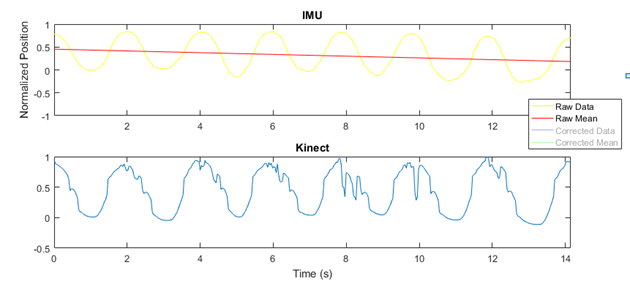 IMU
Normalized Position
1
0.5
0
-0.5
-1
2 4 6 8 10 12
Raw Data
Raw Mean
Corrected Data
Corrected Mean
Kinect
1
0.5
0
-0.5
0 2 4 6 8 10 12 14
Time (s)